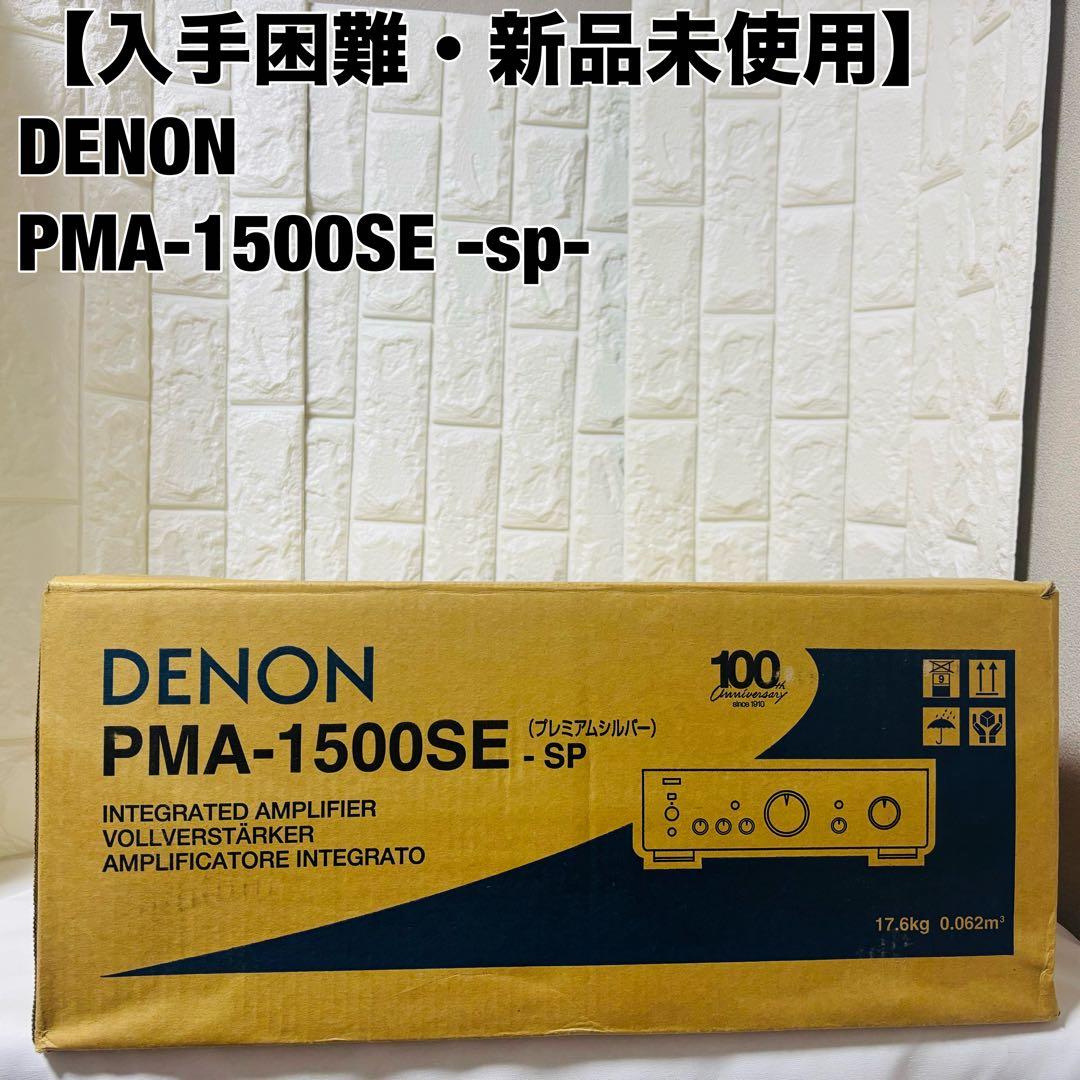 【入手困難・新品未使用】
DENON
PMA-1500SE -sp-
DENON
100th
Anniversary
since 1910
9
PMA-1500SE - SP
(プレミアムシルバー)
INTEGRATED AMPLIFIER
VOLLVERSTÄRKER
AMPLIFICATORE INTEGRATO
17.6kg 0.062m³